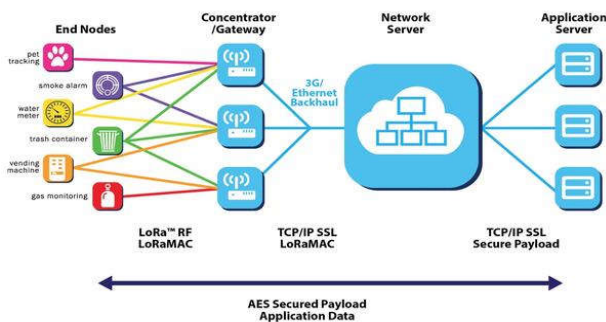 End Nodes
Concentrator
/Gateway
Network
Server
Application
Server
pet
tracking
smoke alarm
water
meter
trash container
vending
machine
gas monitoring
3G/
Ethernet
Backhaul
LoRa™ RF
LoRaMAC
TCP/IP SSL
LoRaMAC
TCP/IP SSL
Secure Payload
AES Secured Payload
Application Data